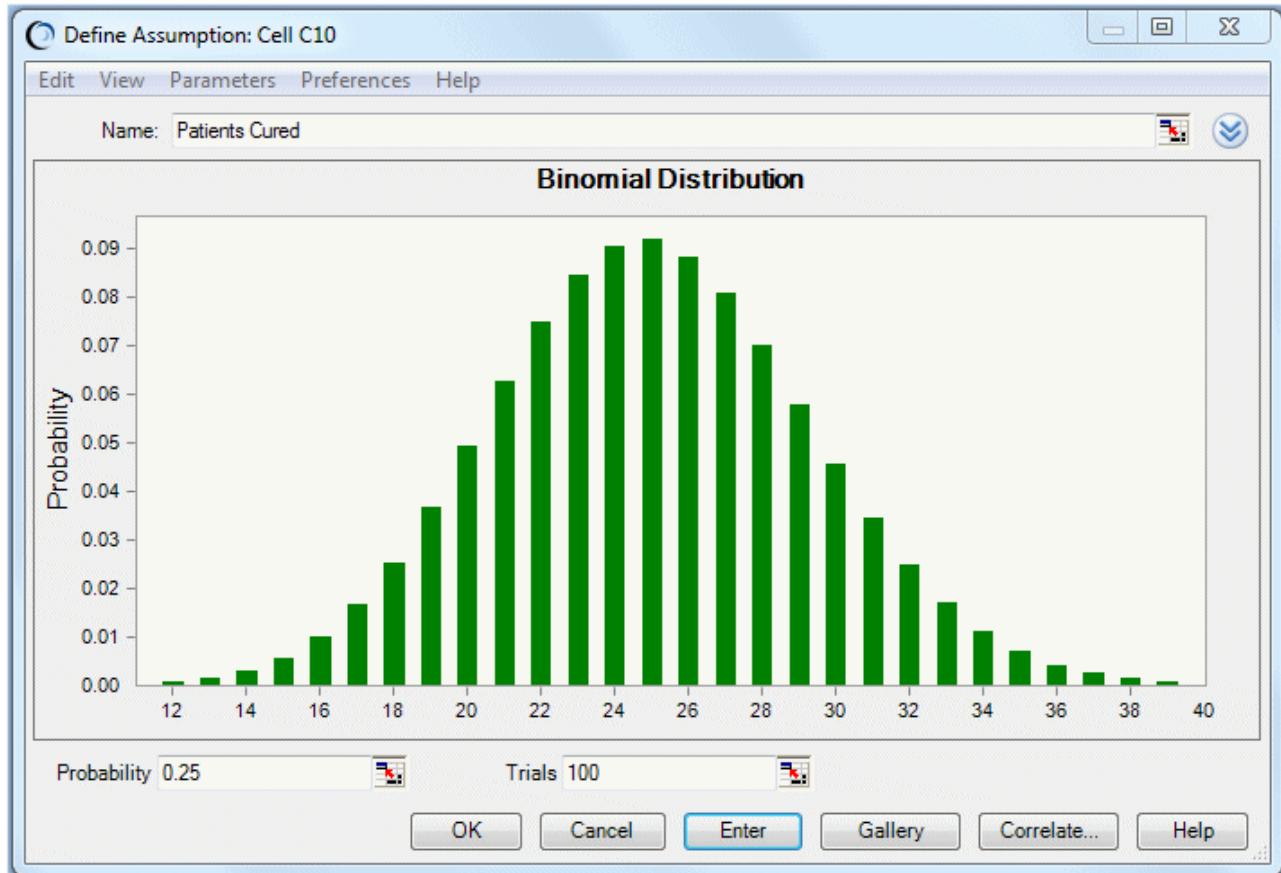 Define Assumption: Cell C10
Edit View Parameters Preferences Help
Name: Patients Cured
Binomial Distribution
Probability
0.09
0.08
0.07
0.06
0.05
0.04
0.03
0.02
0.01
0.00
12 14 16 18 20 22 24 26 28 30 32 34 36 38 40
Probability 0.25 Trials 100
OK Cancel Enter Gallery Correlate... Help